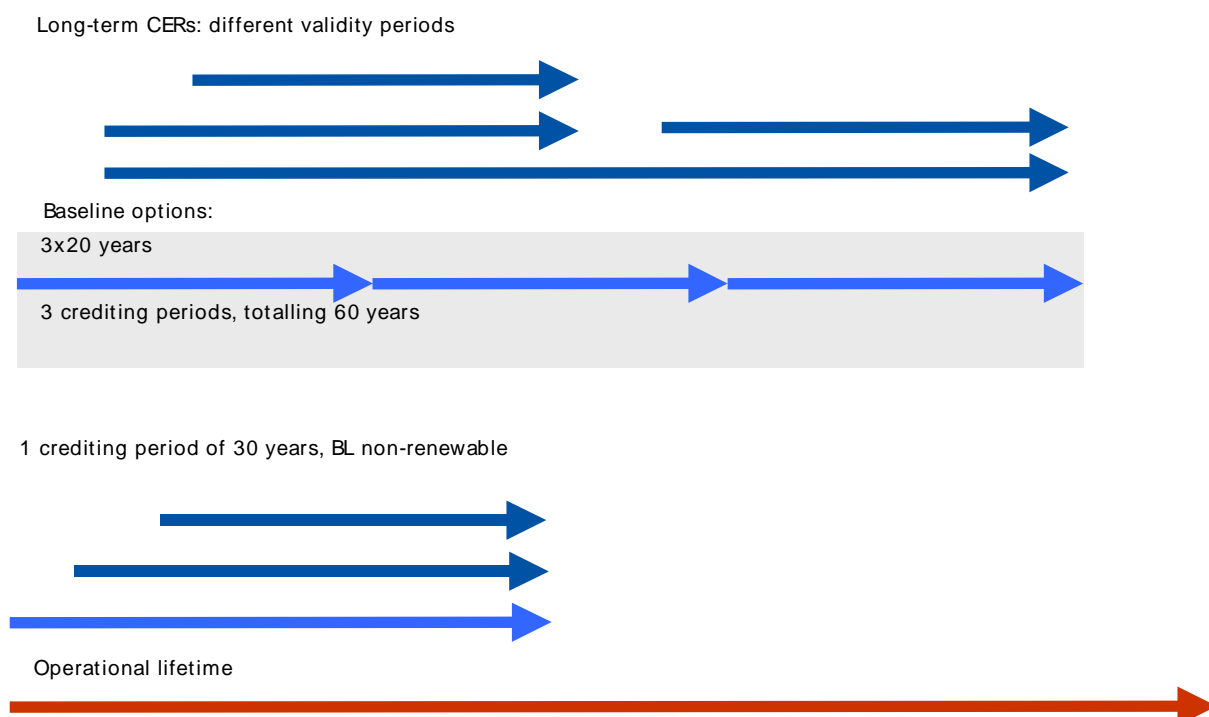 Long-term CERs: different validity periods
Baseline options:
3x20 years
3 crediting periods, totalling 60 years
1 crediting period of 30 years, BL non-renewable
Operational lifetime